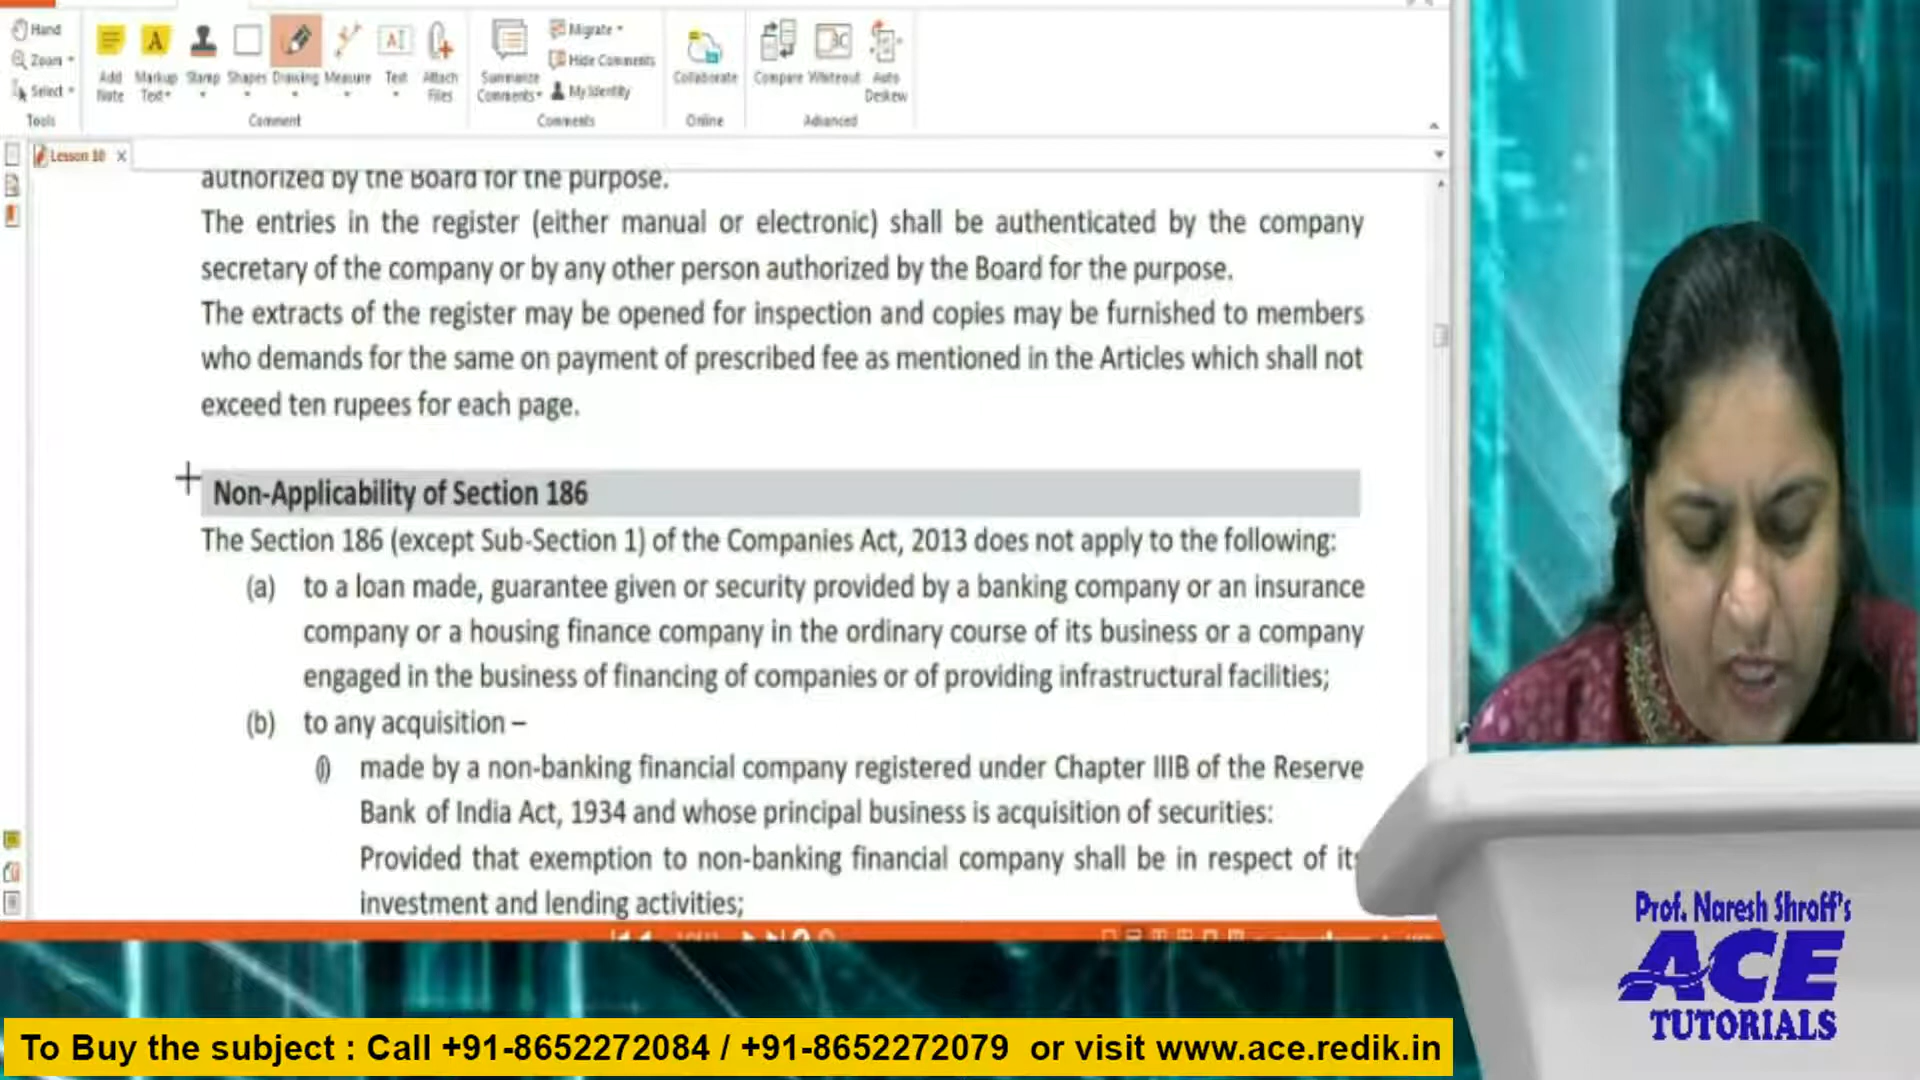 Hand
Zoom
Select
Tools
Add Note
Markup Text
Stamp
Shapes
Drawing
Measure
Text
Attach Files
Comment
Summarize Comments
Migrate
Hide Comments
My Identity
Comments
Collaborate
Online
Compare
Whiteout
Auto Deskew
Advanced
Lesson 10
authorized by the Board for the purpose.
The entries in the register (either manual or electronic) shall be authenticated by the company
secretary of the company or by any other person authorized by the Board for the purpose.
The extracts of the register may be opened for inspection and copies may be furnished to members
who demands for the same on payment of prescribed fee as mentioned in the Articles which shall not
exceed ten rupees for each page.
Non-Applicability of Section 186
The Section 186 (except Sub-Section 1) of the Companies Act, 2013 does not apply to the following:
(a) to a loan made, guarantee given or security provided by a banking company or an insurance
company or a housing finance company in the ordinary course of its business or a company
engaged in the business of financing of companies or of providing infrastructural facilities;
(b) to any acquisition –
(i) made by a non-banking financial company registered under Chapter IIIB of the Reserve
Bank of India Act, 1934 and whose principal business is acquisition of securities:
Provided that exemption to non-banking financial company shall be in respect of its
investment and lending activities;
Prof. Naresh Shroff's
ACE
TUTORIALS
To Buy the subject : Call +91-8652272084 / +91-8652272079 or visit www.ace.redik.in